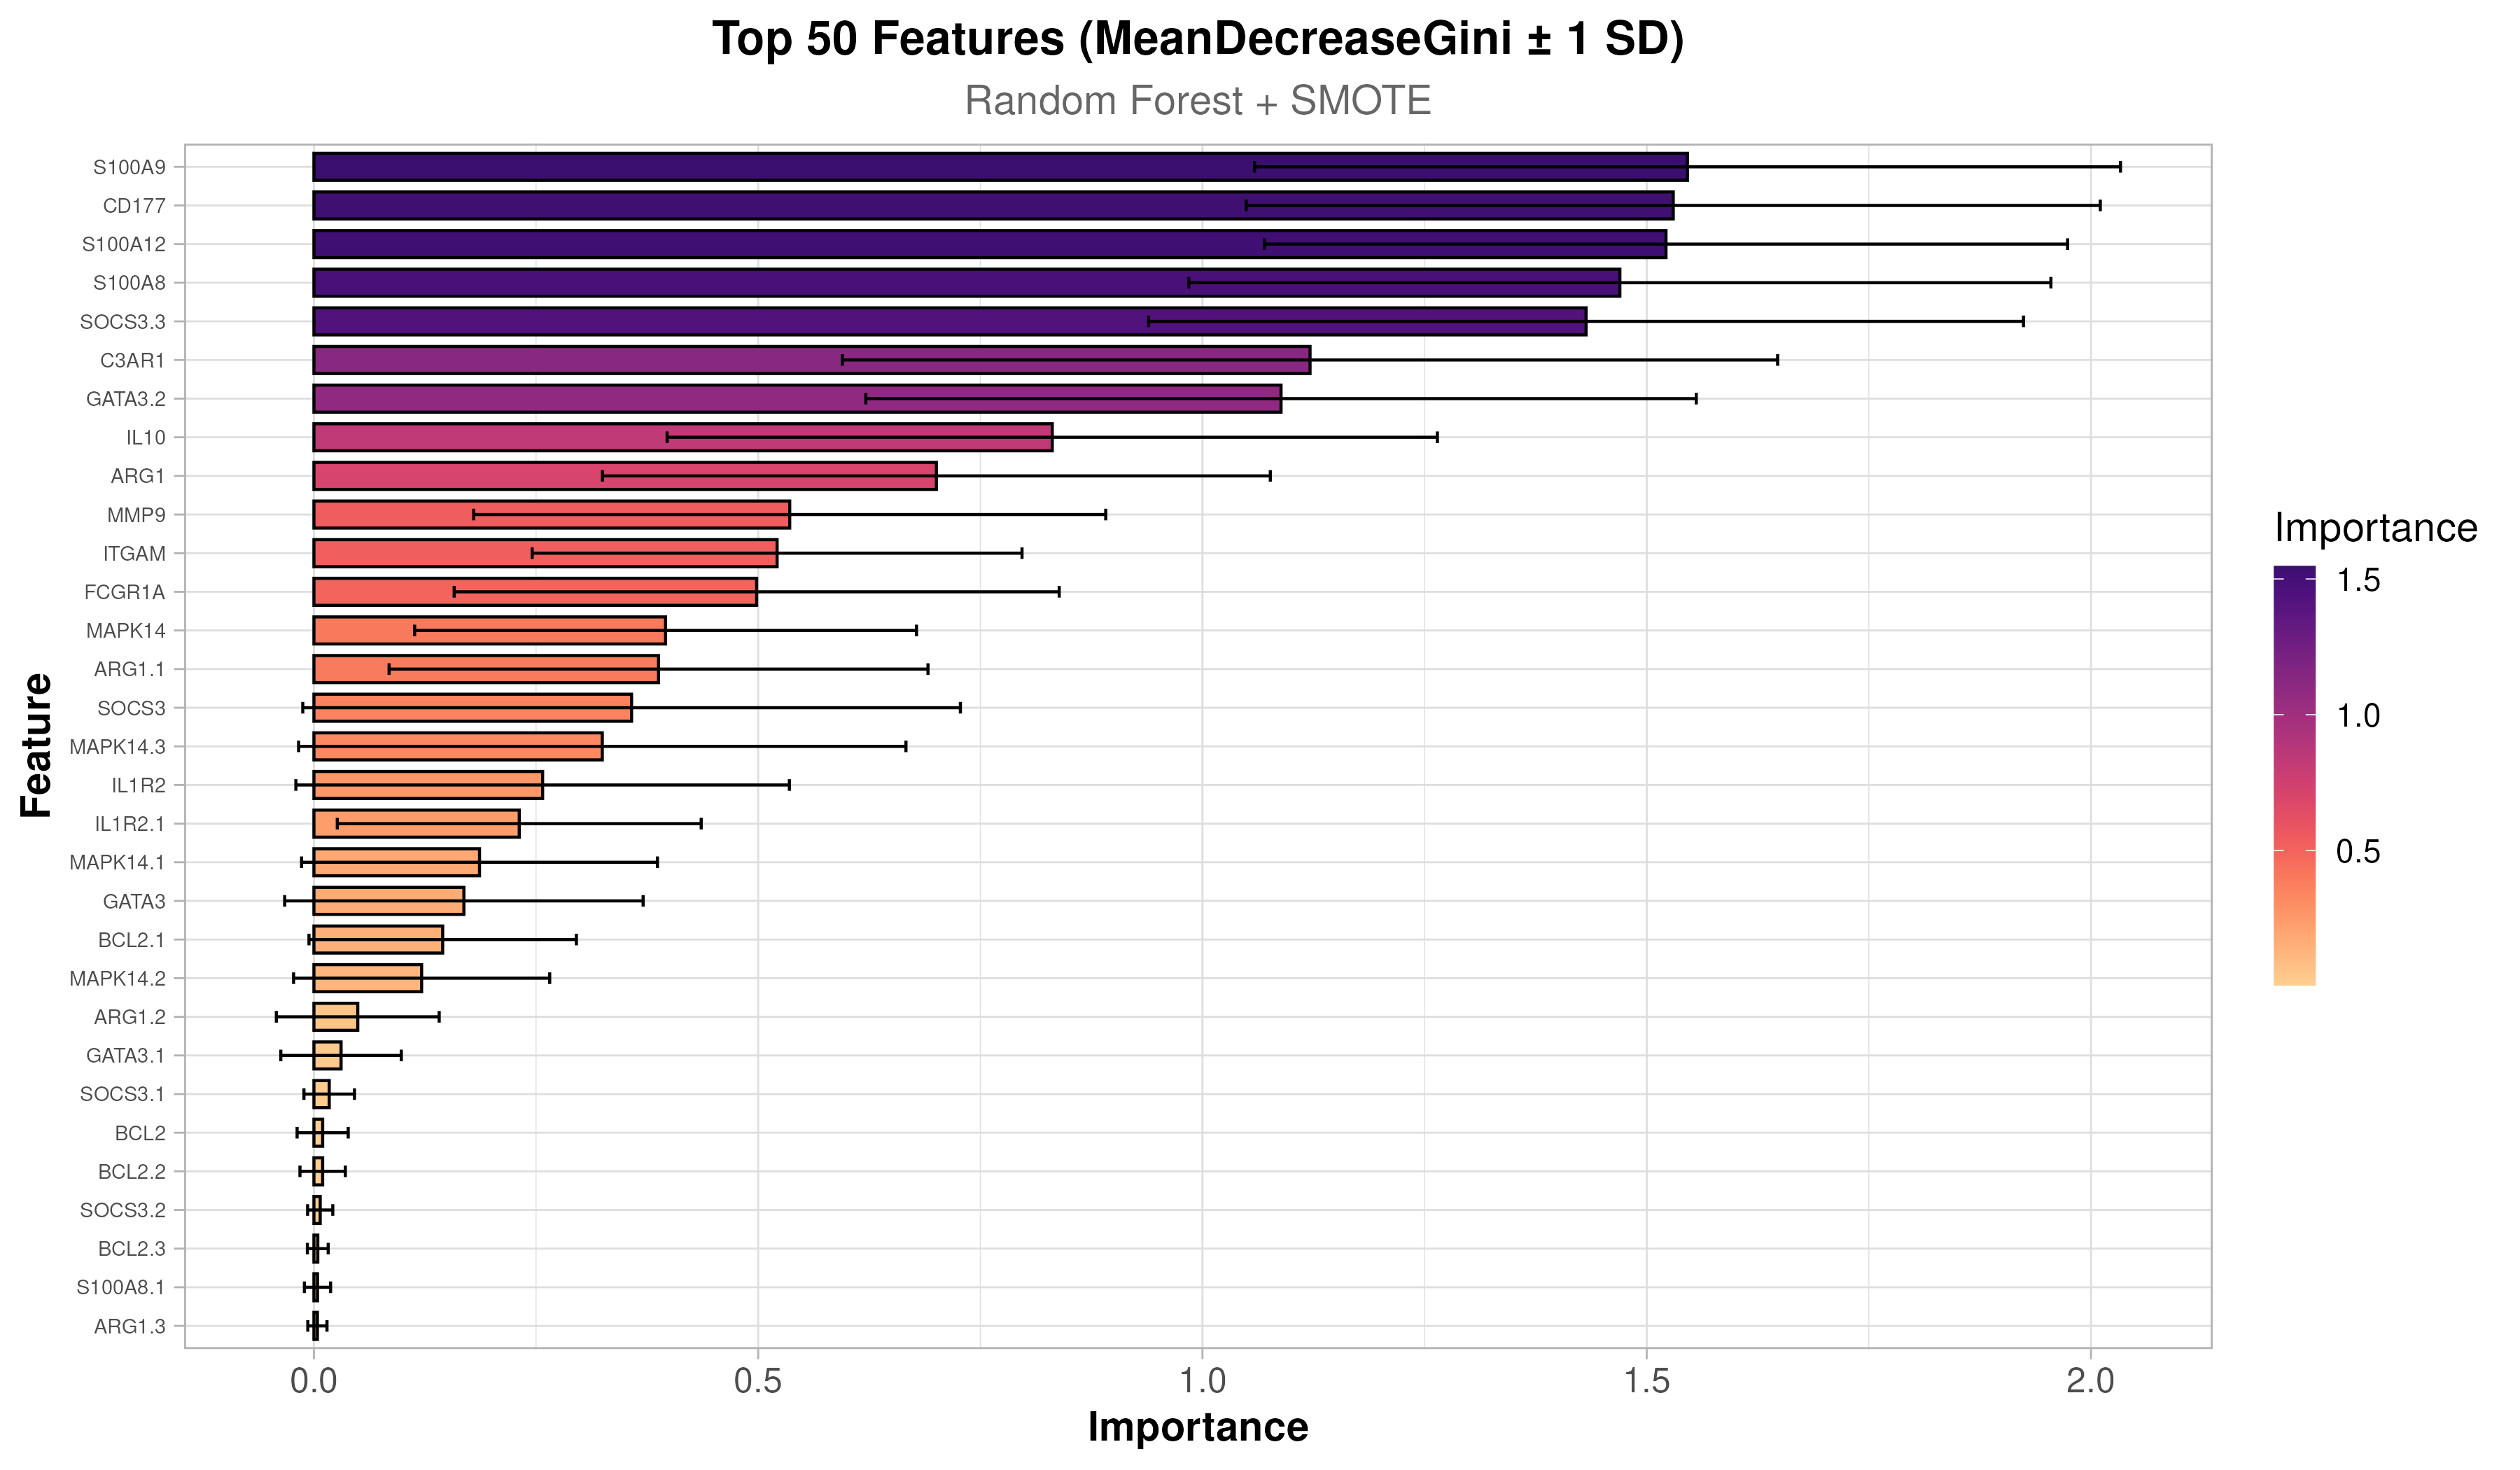 Top 50 Features (MeanDecreaseGini ± 1 SD)
Random Forest + SMOTE
Feature
S100A9
CD177
S100A12
S100A8
SOCS3.3
C3AR1
GATA3.2
IL10
ARG1
MMP9
ITGAM
FCGR1A
MAPK14
ARG1.1
SOCS3
MAPK14.3
IL1R2
IL1R2.1
MAPK14.1
GATA3
BCL2.1
MAPK14.2
ARG1.2
GATA3.1
SOCS3.1
BCL2
BCL2.2
SOCS3.2
BCL2.3
S100A8.1
ARG1.3
0.0 0.5 1.0 1.5 2.0
Importance
Importance
1.5
1.0
0.5